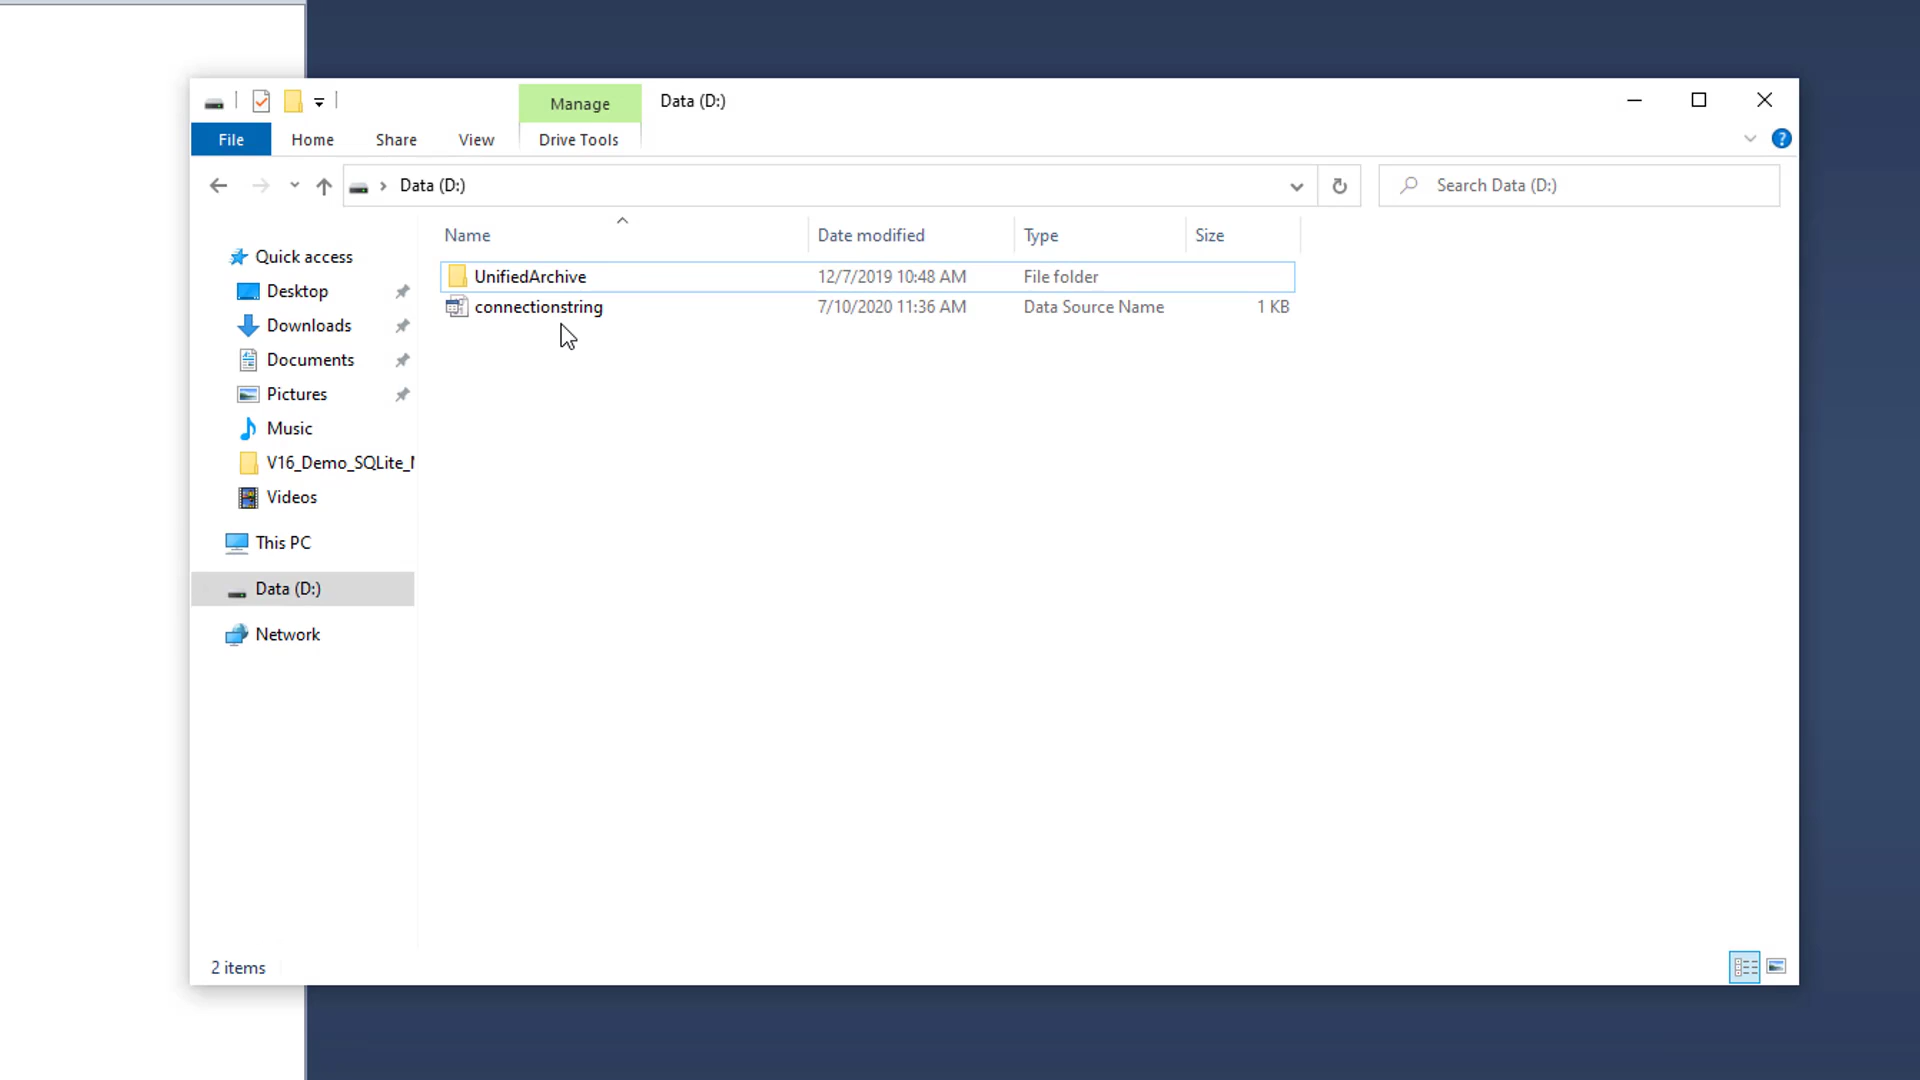 Manage Data (D:)
File Home Share View Drive Tools
Data (D:) Search Data (D:)
Name Date modified Type Size
Quick access
Desktop
Downloads
Documents
Pictures
Music
V16_Demo_SQLite_
Videos
This PC
Data (D:)
Network
UnifiedArchive 12/7/2019 10:48 AM File folder
connectionstring 7/10/2020 11:36 AM Data Source Name 1 KB
2 items